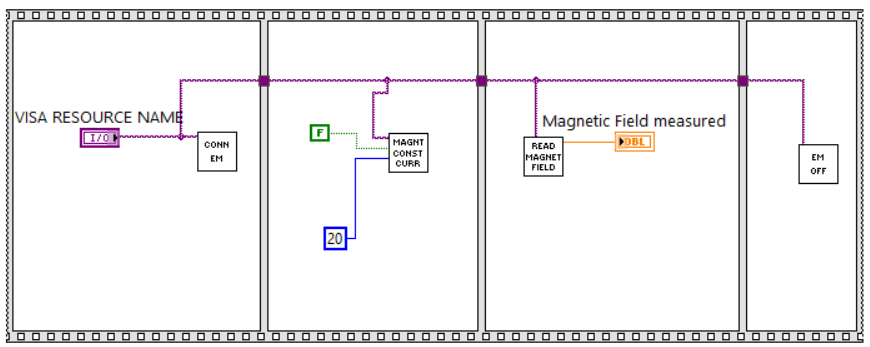 VISA RESOURCE NAME
I/O
CONN
EM
F
MAGNT
CONST
CURR
20
Magnetic Field measured
DBL
READ
MAGNET
FIELD
EM
OFF